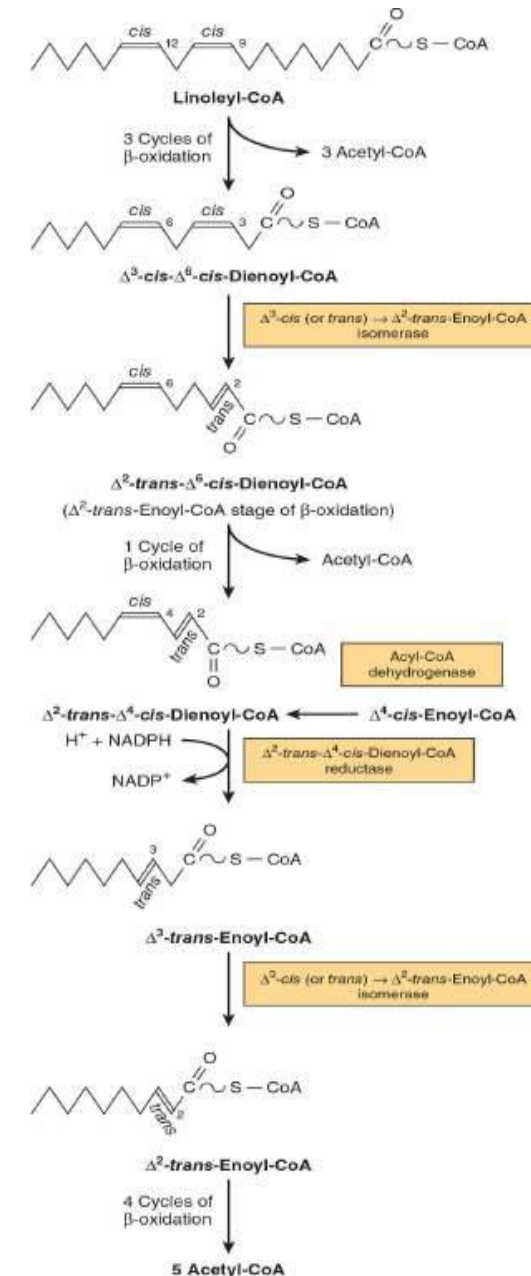 O
cis
cis
12
9
C
S — CoA
Linoleyl-CoA
3 Cycles of
β-oxidation
3 Acetyl-CoA
O
cis
cis
6
3
C
S — CoA
Δ³-cis-Δ⁶-cis-Dienoyl-CoA
Δ³-cis (or trans) → Δ²-trans-Enoyl-CoA
isomerase
cis
6
2
trans
C
S — CoA
O
Δ²-trans-Δ⁶-cis-Dienoyl-CoA
(Δ²-trans-Enoyl-CoA stage of β-oxidation)
1 Cycle of
β-oxidation
Acetyl-CoA
cis
4
2
trans
C
S — CoA
O
Acyl-CoA
dehydrogenase
Δ²-trans-Δ⁴-cis-Dienoyl-CoA
Δ⁴-cis-Enoyl-CoA
H⁺ + NADPH
NADP⁺
Δ²-trans-Δ⁴-cis-Dienoyl-CoA
reductase
O
3
trans
C
S — CoA
Δ³-trans-Enoyl-CoA
Δ³-cis (or trans) → Δ²-trans-Enoyl-CoA
isomerase
O
C
S — CoA
trans
2
Δ²-trans-Enoyl-CoA
4 Cycles of
β-oxidation
5 Acetyl-CoA